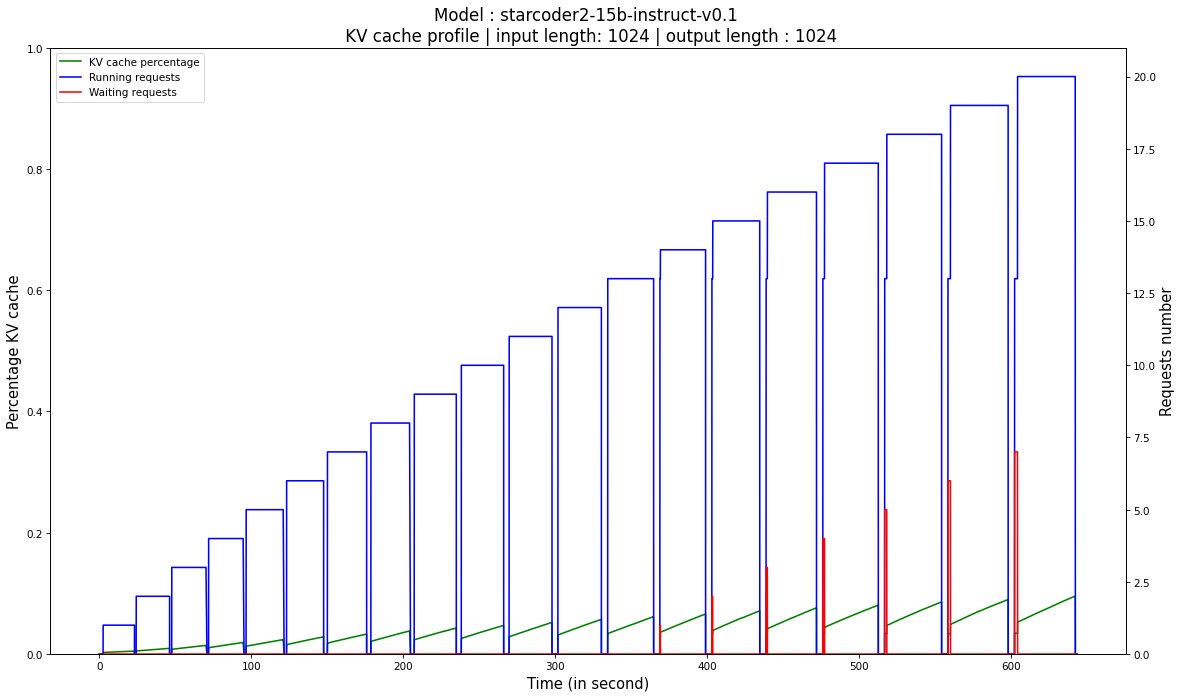 Model : starcoder2-15b-instruct-v0.1
KV cache profile | input length: 1024 | output length : 1024
KV cache percentage
Running requests
Waiting requests
Percentage KV cache
1.0
0.8
0.6
0.4
0.2
0.0
20.0
17.5
15.0
12.5
10.0
7.5
5.0
2.5
0.0
Requests number
0 100 200 300 400 500 600
Time (in second)